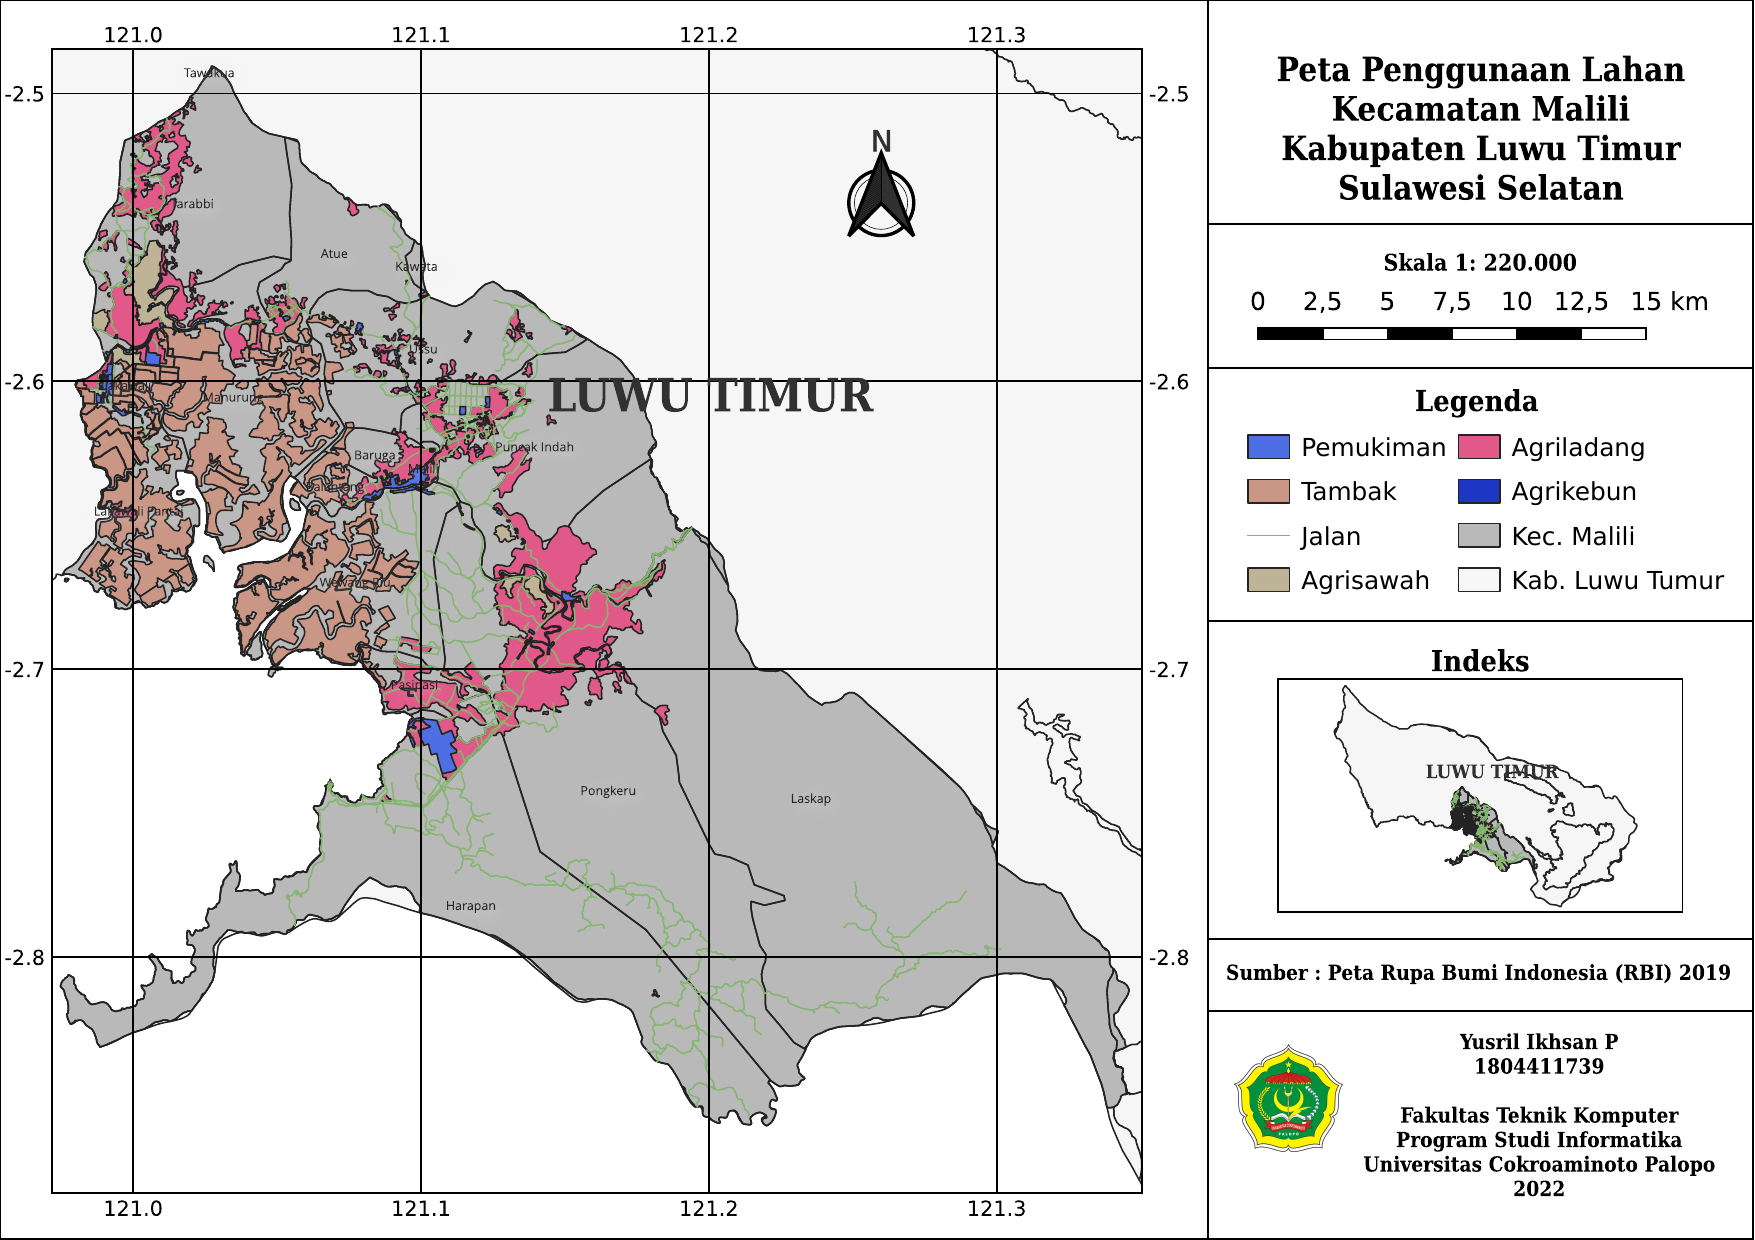 121.0 121.1 121.2 121.3
-2.5 -2.5
-2.6
-2.6
-2.7 -2.7
-2.8 -2.8
121.0 121.1 121.2 121.3
Tawakua
Tarabbi
Atue
Kawata
Ussu
Lakawali
Manurung
LUWU TIMUR
Puncak Indah
Baruga
Malili
Balantang
Lakawali Pantai
Wewang Riu
Pasi-pasi
Pongkeru
Laskap
Harapan
N
Peta Penggunaan Lahan
Kecamatan Malili
Kabupaten Luwu Timur
Sulawesi Selatan
Skala 1: 220.000
0 2,5 5 7,5 10 12,5 15 km
Legenda
Pemukiman Agriladang
Tambak Agrikebun
Jalan Kec. Malili
Agrisawah Kab. Luwu Tumur
Indeks
LUWU TIMUR
Sumber : Peta Rupa Bumi Indonesia (RBI) 2019
Yusril Ikhsan P
1804411739
Fakultas Teknik Komputer
Program Studi Informatika
Universitas Cokroaminoto Palopo
2022
PALOPO